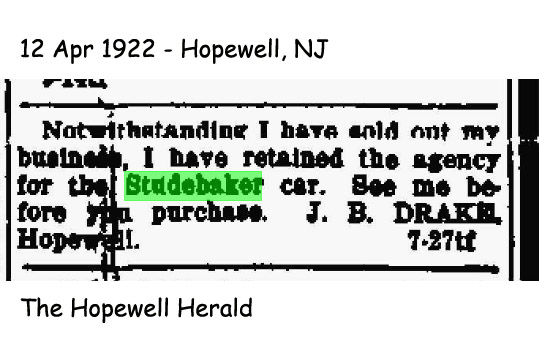 12 Apr 1922 - Hopewell, NJ
Notwithstanding I have sold out my
business, I have retained the agency
for the Studebaker car. See me be-
fore you purchase. J. B. DRAKE,
Hopewell. 7-27tf
The Hopewell Herald